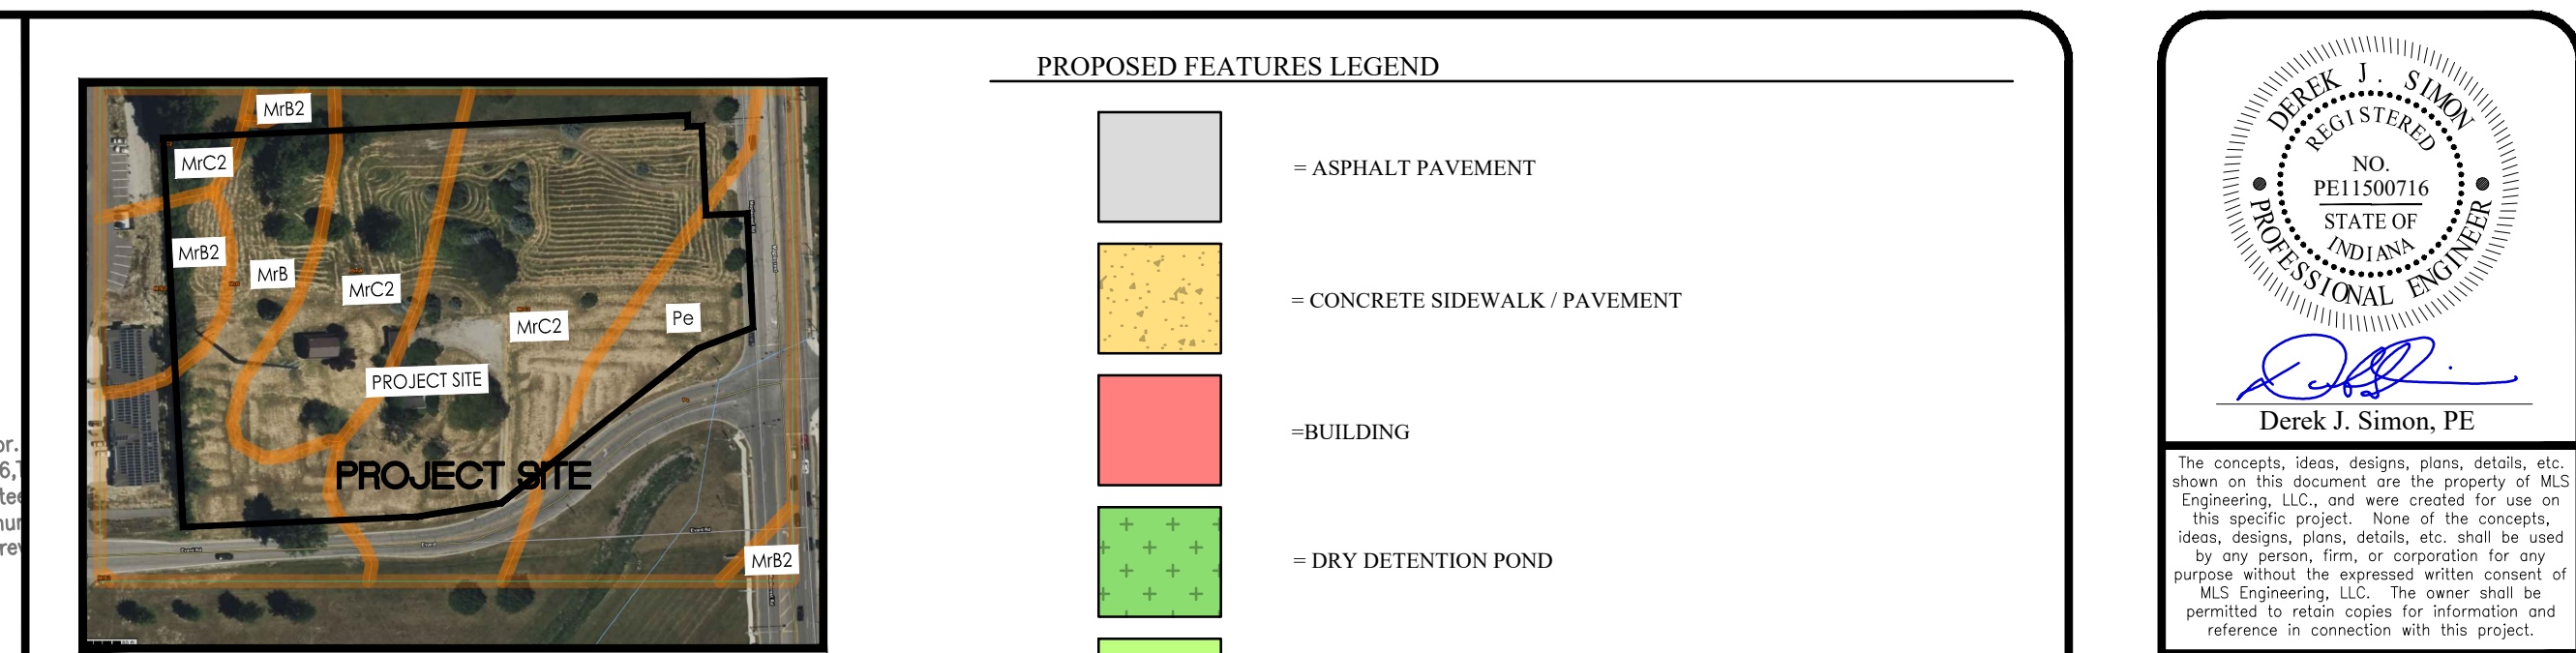 or.
6,T
tee
nur
rev
MrB2
MrC2
MrB2
MrB
MrC2
MrC2
Pe
PROJECT SITE
PROJECT SITE
MrB2
PROPOSED FEATURES LEGEND
= ASPHALT PAVEMENT
= CONCRETE SIDEWALK / PAVEMENT
=BUILDING
= DRY DETENTION POND
DEREK J. SIMON
REGISTERED
NO.
PE11500716
STATE OF
INDIANA
PROFESSIONAL ENGINEER
Derek J. Simon, PE
The concepts, ideas, designs, plans, details, etc.
shown on this document are the property of MLS
Engineering, LLC., and were created for use on
this specific project. None of the concepts,
ideas, designs, plans, details, etc. shall be used
by any person, firm, or corporation for any
purpose without the expressed written consent of
MLS Engineering, LLC. The owner shall be
permitted to retain copies for information and
reference in connection with this project.